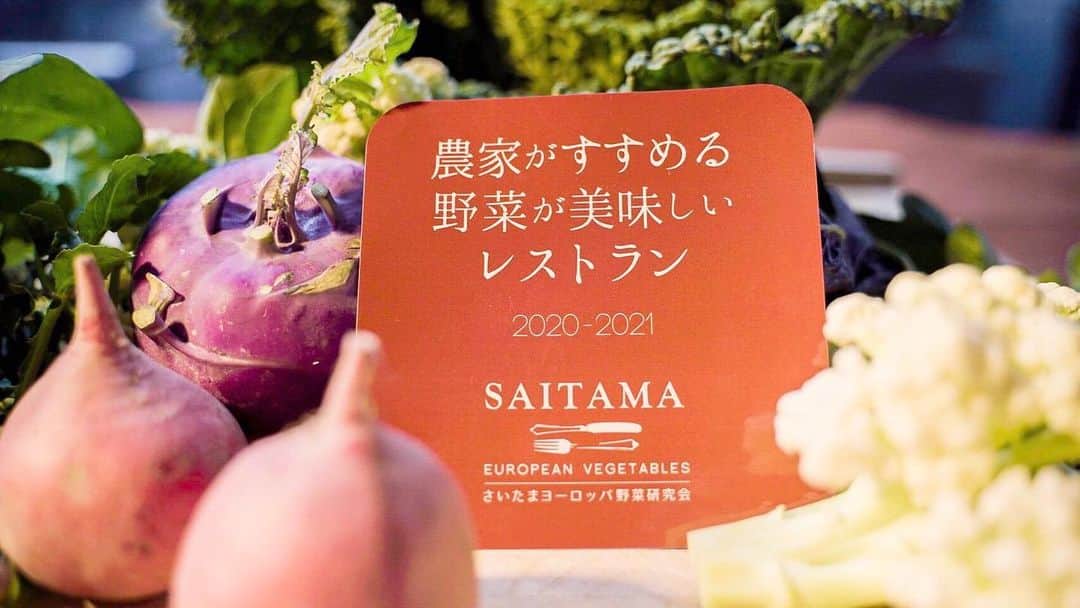 農家がすすめる
野菜が美味しい
レストラン
2020-2021
SAITAMA
EUROPEAN VEGETABLES
さいたまヨーロッパ野菜研究会